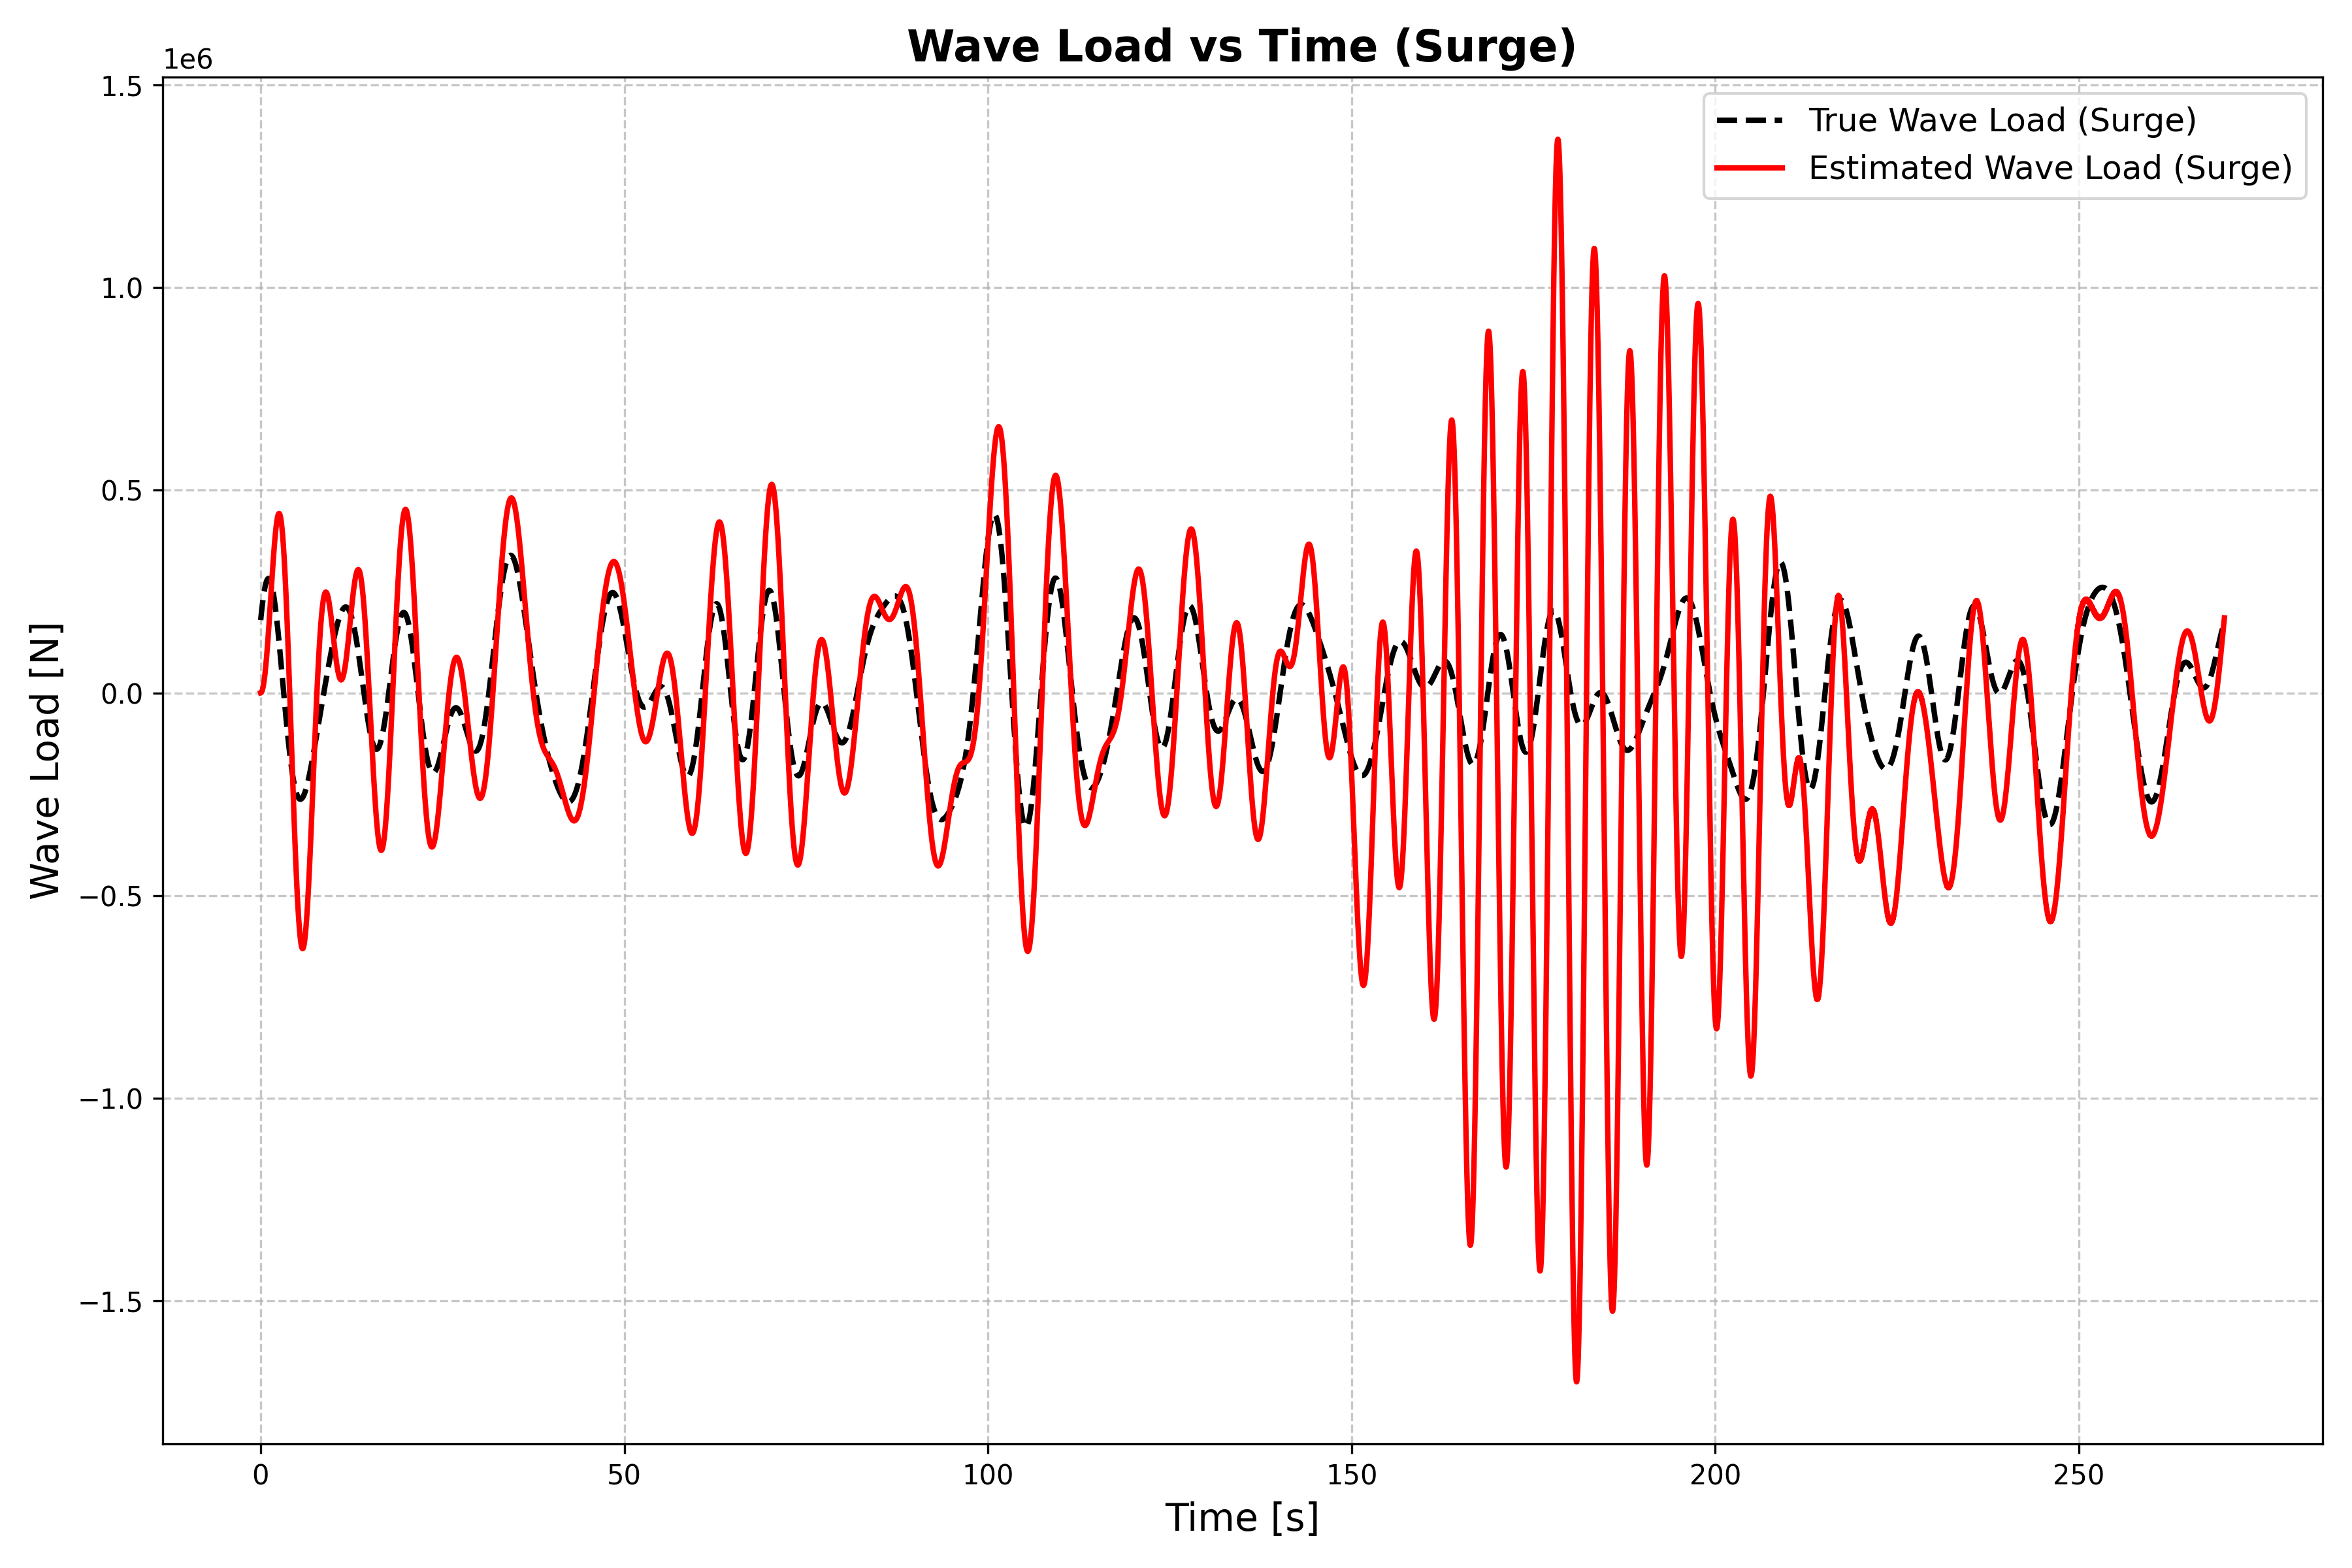 Wave Load vs Time (Surge)
1e6
True Wave Load (Surge)
Estimated Wave Load (Surge)
Wave Load [N]
1.5
1.0
0.5
0.0
−0.5
−1.0
−1.5
0 50 100 150 200 250
Time [s]